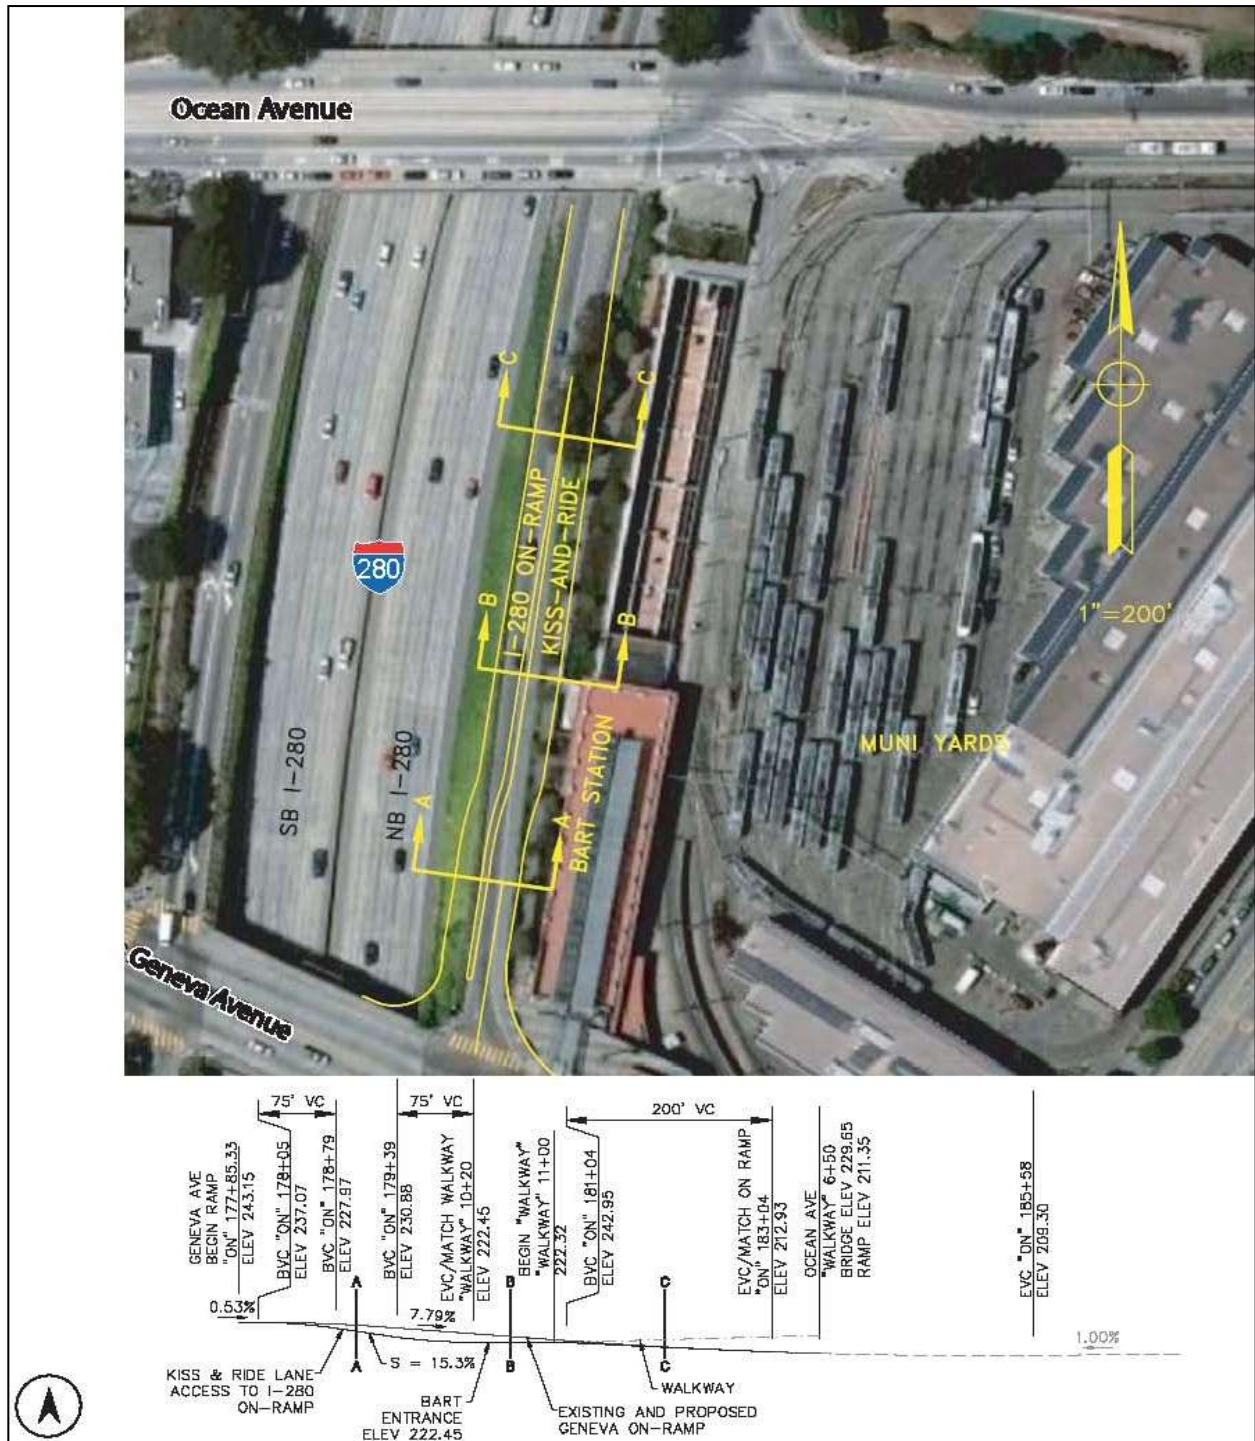 Ocean Avenue
C
C
I-280 ON-RAMP
KISS-AND-RIDE
280
B
B
1"=200'
SB I-280
NB I-280
MUNI YARDS
A
A
BART STATION
Geneva Avenue
75' VC
75' VC
200' VC
GENEVA AVE
BEGIN RAMP
"ON" 177+85.33
ELEV 243.15
BVC "ON" 178+05
ELEV 237.07
BVC "ON" 178+79
ELEV 227.97
BVC "ON" 179+39
ELEV 230.88
EVC/MATCH WALKWAY
"WALKWAY" 10+20
ELEV 222.45
BEGIN "WALKWAY"
"WALKWAY" 11+00
222.32
BVC "ON" 181+04
ELEV 242.95
EVC/MATCH ON RAMP
"ON" 183+04
ELEV 212.93
OCEAN AVE
"WALKWAY" 6+50
BRIDGE ELEV 229.65
RAMP ELEV 211.35
EVC "ON" 185+58
ELEV 209.30
A
B
C
0.53%
7.79%
1.00%
A
B
C
S = 15.3%
KISS & RIDE LANE
ACCESS TO I-280
ON-RAMP
BART
ENTRANCE
ELEV 222.45
WALKWAY
EXISTING AND PROPOSED
GENEVA ON-RAMP